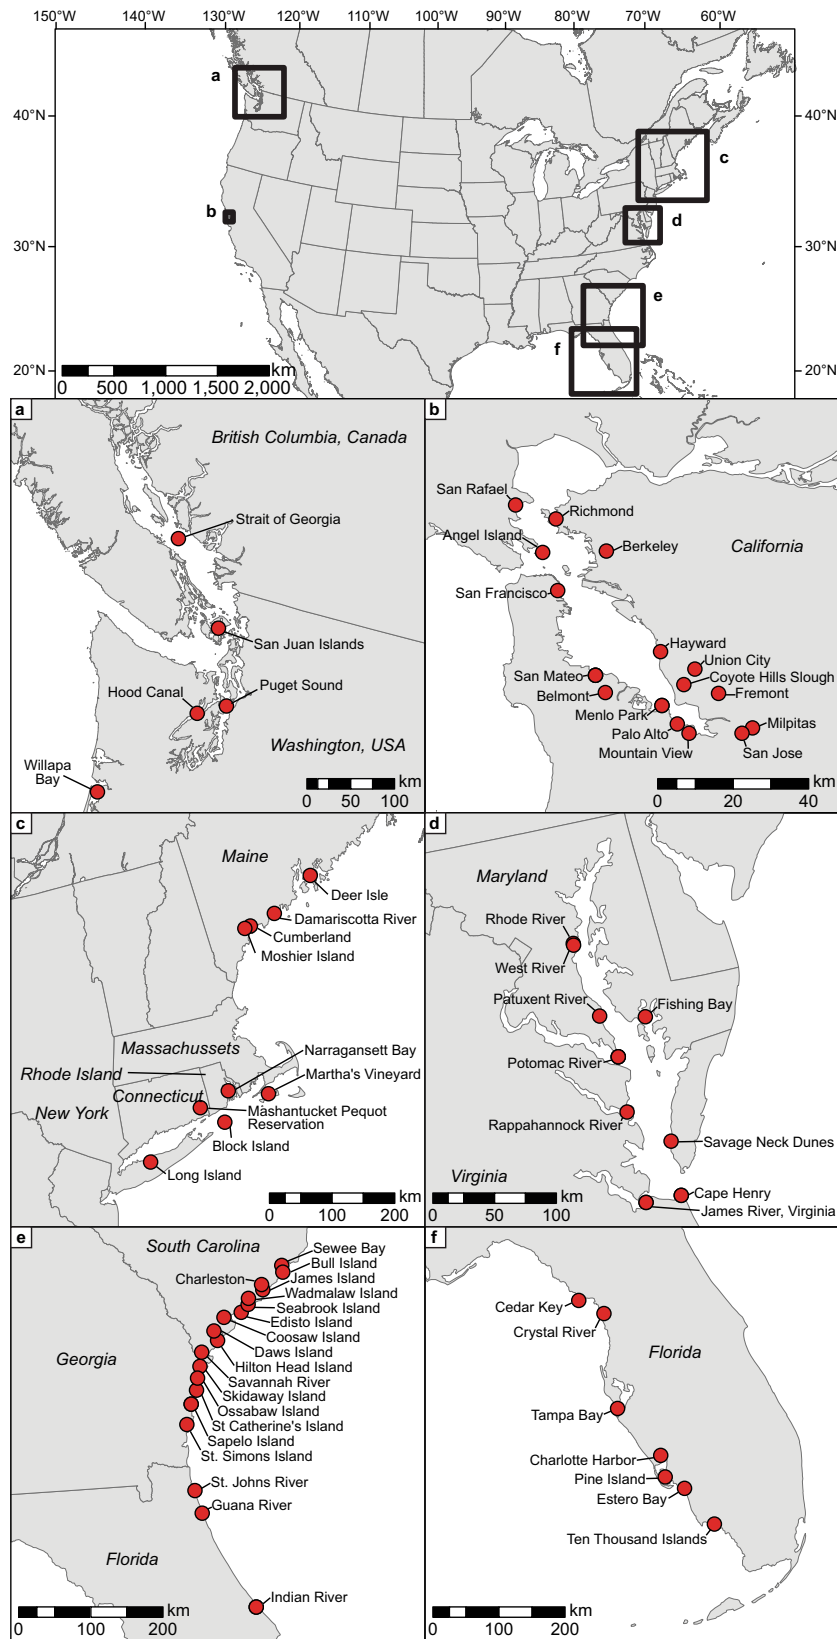 150°W 140°W 130°W 120°W 110°W 100°W 90°W 80°W 70°W 60°W
a
40°N 40°N
c
b
d
30°N 30°N
e
f
20°N 20°N
km
0 500 1,000 1,500 2,000
a
British Columbia, Canada
Strait of Georgia
San Juan Islands
Hood Canal
Puget Sound
Washington, USA
Willapa
Bay
km
0 50 100
b
San Rafael
Richmond
Angel Island
Berkeley
California
San Francisco
Hayward
Union City
San Mateo
Coyote Hills Slough
Belmont
Fremont
Menlo Park
Palo Alto
Milpitas
Mountain View
San Jose
km
0 20 40
c
Maine
Deer Isle
Damariscotta River
Cumberland
Moshier Island
Massachussets
Narragansett Bay
Rhode Island
Martha's Vineyard
Connecticut
New York
Mashantucket Pequot
Reservation
Block Island
Long Island
km
0 100 200
d
Maryland
Rhode River
West River
Patuxent River
Fishing Bay
Potomac River
Rappahannock River
Savage Neck Dunes
Virginia
Cape Henry
James River, Virginia
km
0 50 100
e
South Carolina
Sewee Bay
Bull Island
Charleston
James Island
Wadmalaw Island
Seabrook Island
Edisto Island
Coosaw Island
Daws Island
Georgia
Hilton Head Island
Savannah River
Skidaway Island
Ossabaw Island
St Catherine's Island
Sapelo Island
St. Simons Island
St. Johns River
Guana River
Florida
Indian River
km
0 100 200
f
Cedar Key
Crystal River
Florida
Tampa Bay
Charlotte Harbor
Pine Island
Estero Bay
Ten Thousand Islands
km
0 100 200